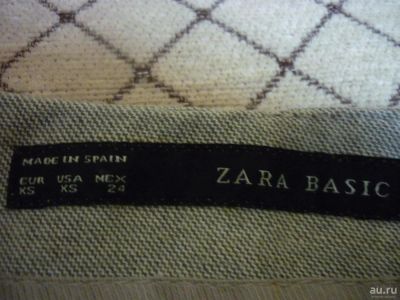 MADE IN SPAIN
EUR USA MEX
XS XS 24
ZARA BASIC
au.ru